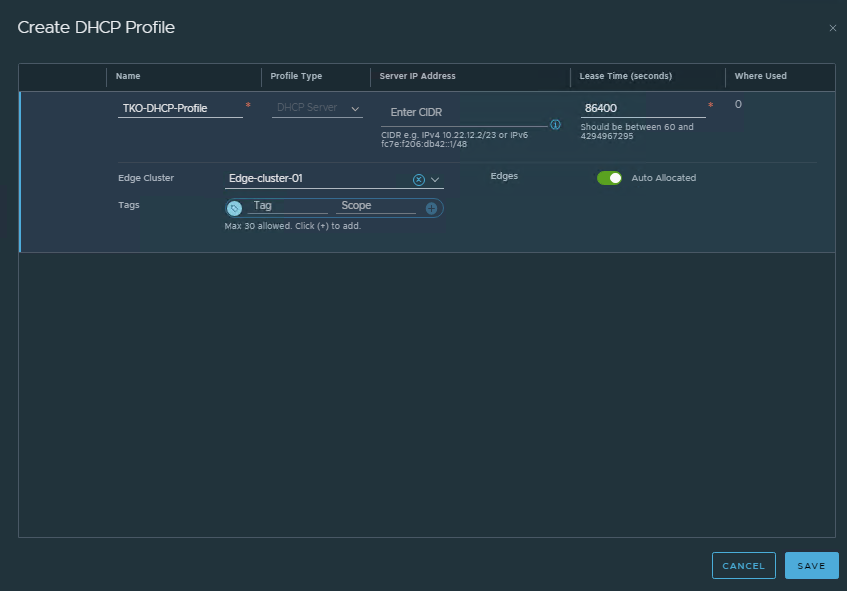 Create DHCP Profile
Name Profile Type Server IP Address Lease Time (seconds) Where Used
TKO-DHCP-Profile * DHCP Server Enter CIDR 86400 * 0
CIDR e.g. IPv4 10.22.12.2/23 or IPv6
fc7e:f206:db42::1/48
Should be between 60 and
4294967295
Edge Cluster Edge-cluster-01 Edges Auto Allocated
Tags Tag Scope
Max 30 allowed. Click (+) to add.
CANCEL SAVE